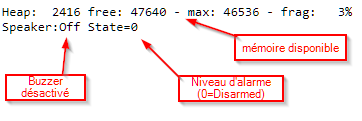 Heap:  2416 free: 47640 - max: 46536 - frag:   3%
Speaker:Off State=0
mémoire disponible
Buzzer
désactivé
Niveau d'alarme
(0=Disarmed)